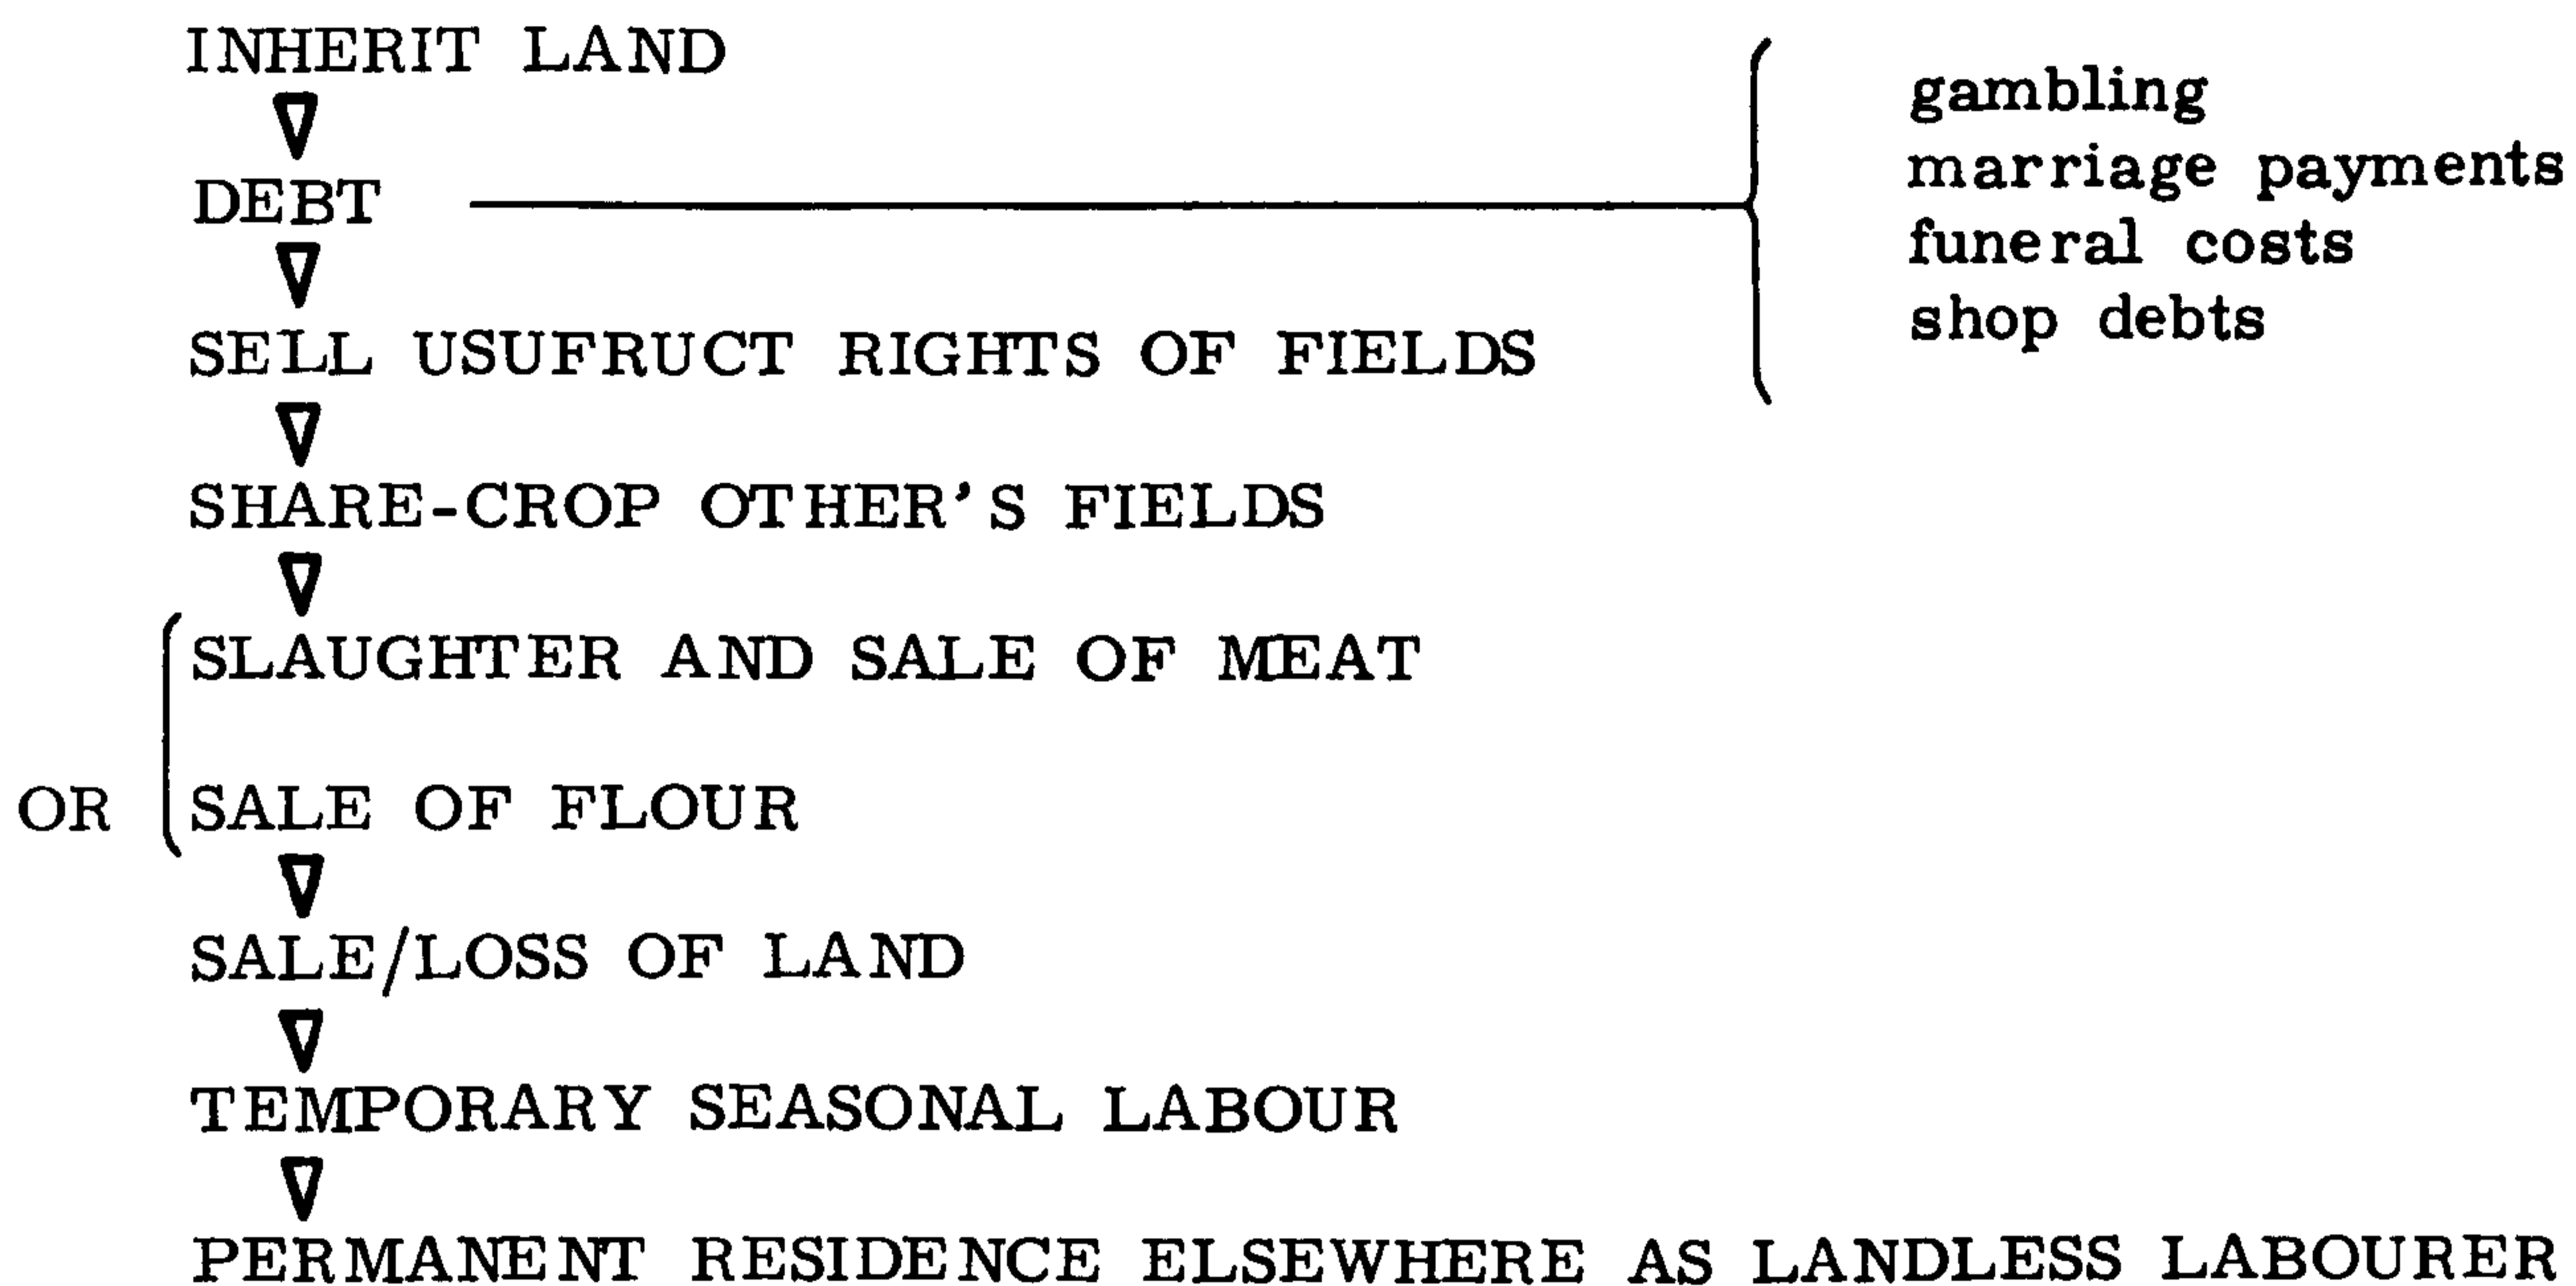 INHERIT LAND
DEBT
gambling
marriage payments
funeral costs
shop debts
SELL USUFRUCT RIGHTS OF FIELDS
SHARE-CROP OTHER'S FIELDS
SLAUGHTER AND SALE OF MEAT
OR SALE OF FLOUR
SALE/LOSS OF LAND
TEMPORARY SEASONAL LABOUR
PERMANENT RESIDENCE ELSEWHERE AS LANDLESS LABOURER